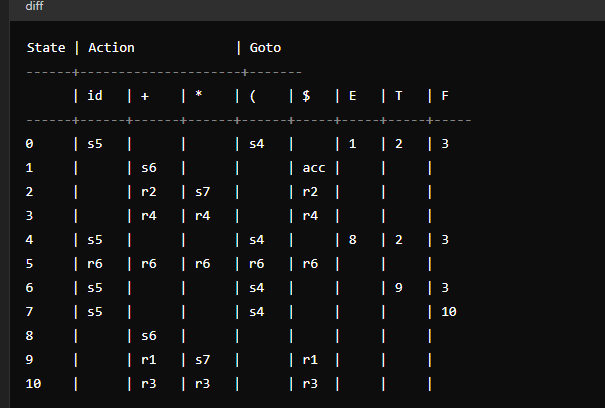 diff
State | Action             | Goto
------+---------------------+-------
      | id   | +    | *    | (    | $   | E   | T   | F
------+------+------+------+------+-----+-----+-----+-----
0     | s5   |      |      | s4   |     | 1   | 2   | 3
1     |      | s6   |      |      | acc |     |     |
2     |      | r2   | s7   |      | r2  |     |     |
3     |      | r4   | r4   |      | r4  |     |     |
4     | s5   |      |      | s4   |     | 8   | 2   | 3
5     | r6   | r6   | r6   | r6   | r6  |     |     |
6     | s5   |      |      | s4   |     |     | 9   | 3
7     | s5   |      |      | s4   |     |     |     | 10
8     |      | s6   |      |      |     |     |     |
9     |      | r1   | s7   |      | r1  |     |     |
10    |      | r3   | r3   |      | r3  |     |     |